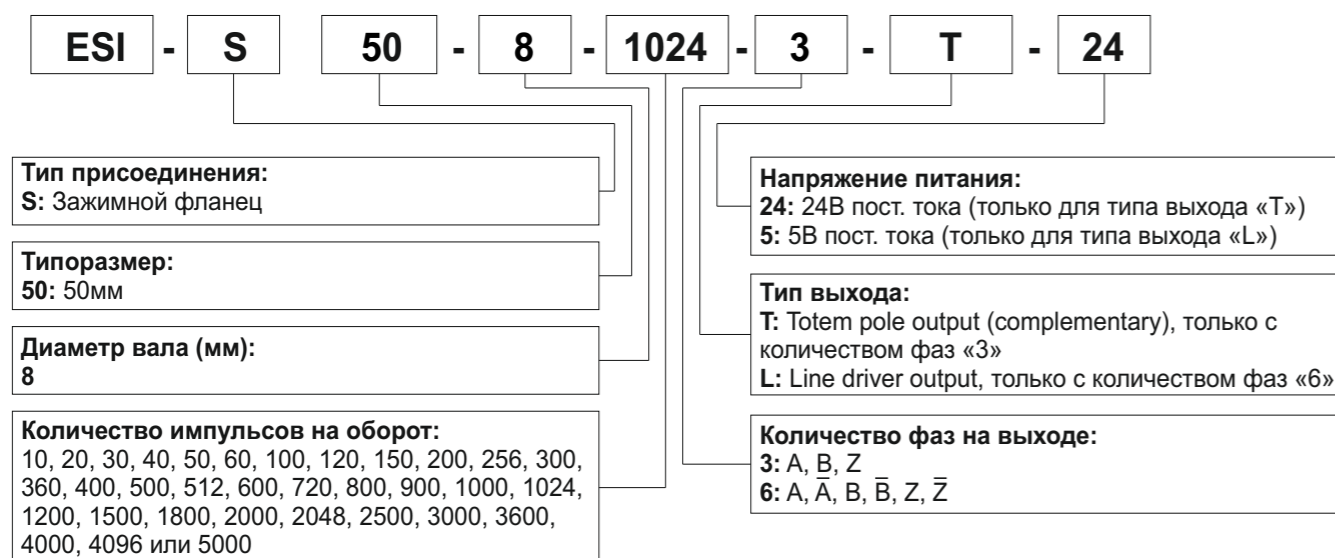 ESI - S 50 - 8 - 1024 - 3 - T - 24
Тип присоединения:
S: Зажимной фланец
Типоразмер:
50: 50мм
Диаметр вала (мм):
8
Количество импульсов на оборот:
10, 20, 30, 40, 50, 60, 100, 120, 150, 200, 256, 300,
360, 400, 500, 512, 600, 720, 800, 900, 1000, 1024,
1200, 1500, 1800, 2000, 2048, 2500, 3000, 3600,
4000, 4096 или 5000
Напряжение питания:
24: 24В пост. тока (только для типа выхода «T»)
5: 5В пост. тока (только для типа выхода «L»)
Тип выхода:
T: Totem pole output (complementary), только с
количеством фаз «3»
L: Line driver output, только с количеством фаз «6»
Количество фаз на выходе:
3: A, B, Z
6: A, A̅, B, B̅, Z, Z̅